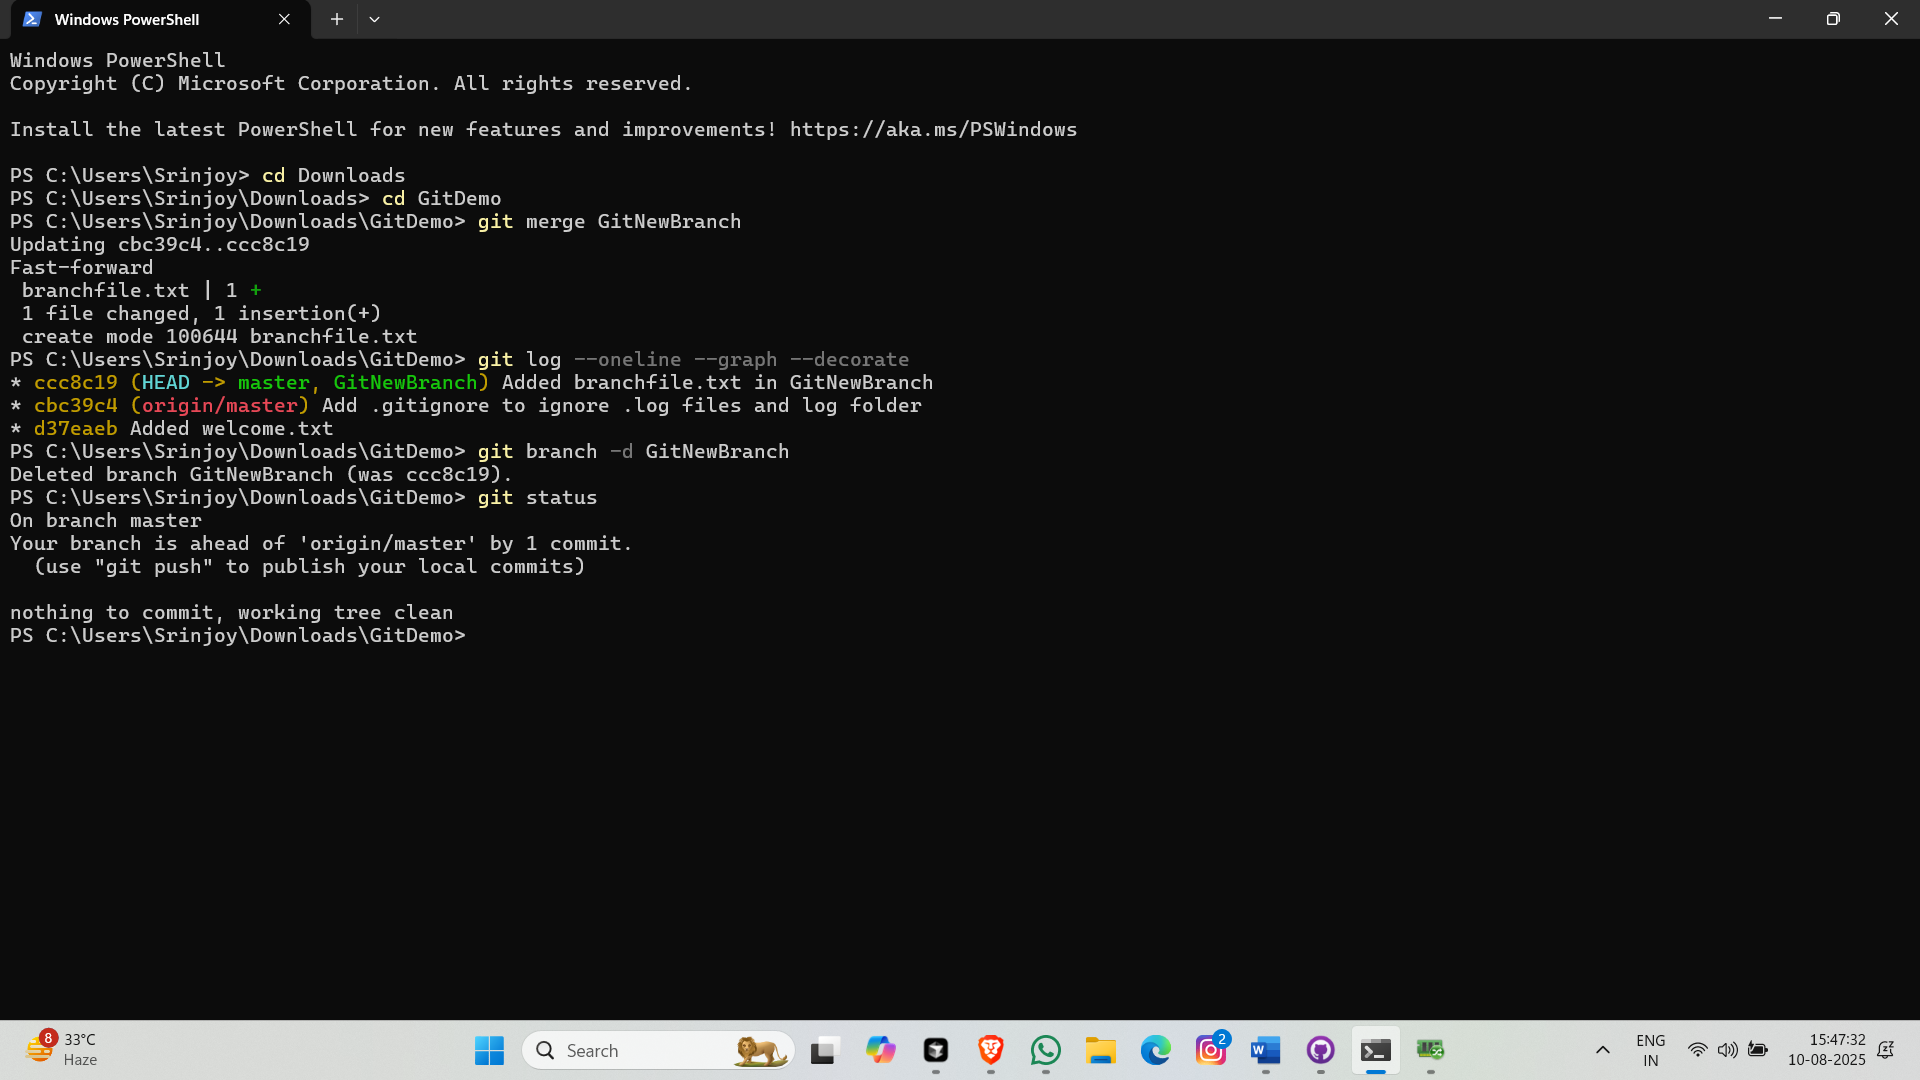 Windows PowerShell
Windows PowerShell
Copyright (C) Microsoft Corporation. All rights reserved.
Install the latest PowerShell for new features and improvements! https://aka.ms/PSWindows
PS C:\Users\Srinjoy> cd Downloads
PS C:\Users\Srinjoy\Downloads> cd GitDemo
PS C:\Users\Srinjoy\Downloads\GitDemo> git merge GitNewBranch
Updating cbc39c4..ccc8c19
Fast-forward
 branchfile.txt | 1 +
 1 file changed, 1 insertion(+)
 create mode 100644 branchfile.txt
PS C:\Users\Srinjoy\Downloads\GitDemo> git log --oneline --graph --decorate
* ccc8c19 (HEAD -> master, GitNewBranch) Added branchfile.txt in GitNewBranch
* cbc39c4 (origin/master) Add .gitignore to ignore .log files and log folder
* d37eaeb Added welcome.txt
PS C:\Users\Srinjoy\Downloads\GitDemo> git branch -d GitNewBranch
Deleted branch GitNewBranch (was ccc8c19).
PS C:\Users\Srinjoy\Downloads\GitDemo> git status
On branch master
Your branch is ahead of 'origin/master' by 1 commit.
  (use "git push" to publish your local commits)
nothing to commit, working tree clean
PS C:\Users\Srinjoy\Downloads\GitDemo>
8
33°C
Haze
Search
2
W
ENG
IN
15:47:32
10-08-2025